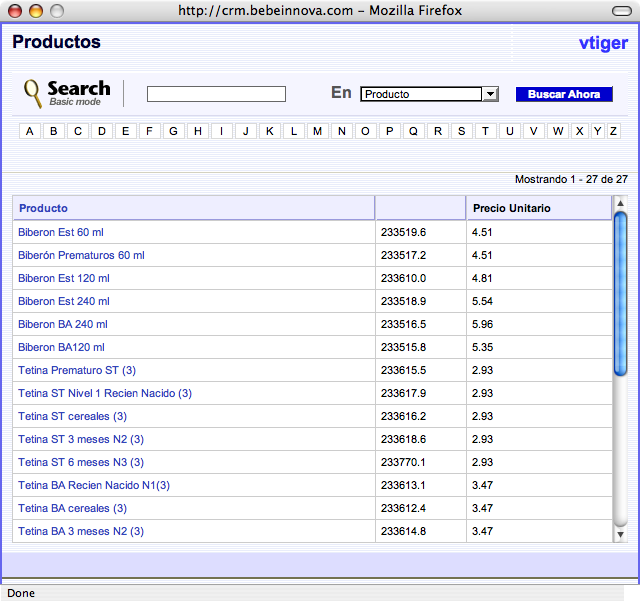 http://crm.bebeinnova.com – Mozilla Firefox
Productos vtiger
Search En Producto Buscar Ahora
Basic mode
A B C D E F G H I J K L M N O P Q R S T U V W X Y Z
Mostrando 1 - 27 de 27
Producto Precio Unitario
Biberon Est 60 ml 233519.6 4.51
Biberón Prematuros 60 ml 233517.2 4.51
Biberon Est 120 ml 233610.0 4.81
Biberon Est 240 ml 233518.9 5.54
Biberon BA 240 ml 233516.5 5.96
Biberon BA120 ml 233515.8 5.35
Tetina Prematuro ST (3) 233615.5 2.93
Tetina ST Nivel 1 Recien Nacido (3) 233617.9 2.93
Tetina ST cereales (3) 233616.2 2.93
Tetina ST 3 meses N2 (3) 233618.6 2.93
Tetina ST 6 meses N3 (3) 233770.1 2.93
Tetina BA Recien Nacido N1(3) 233613.1 3.47
Tetina BA cereales (3) 233612.4 3.47
Tetina BA 3 meses N2 (3) 233614.8 3.47
Done